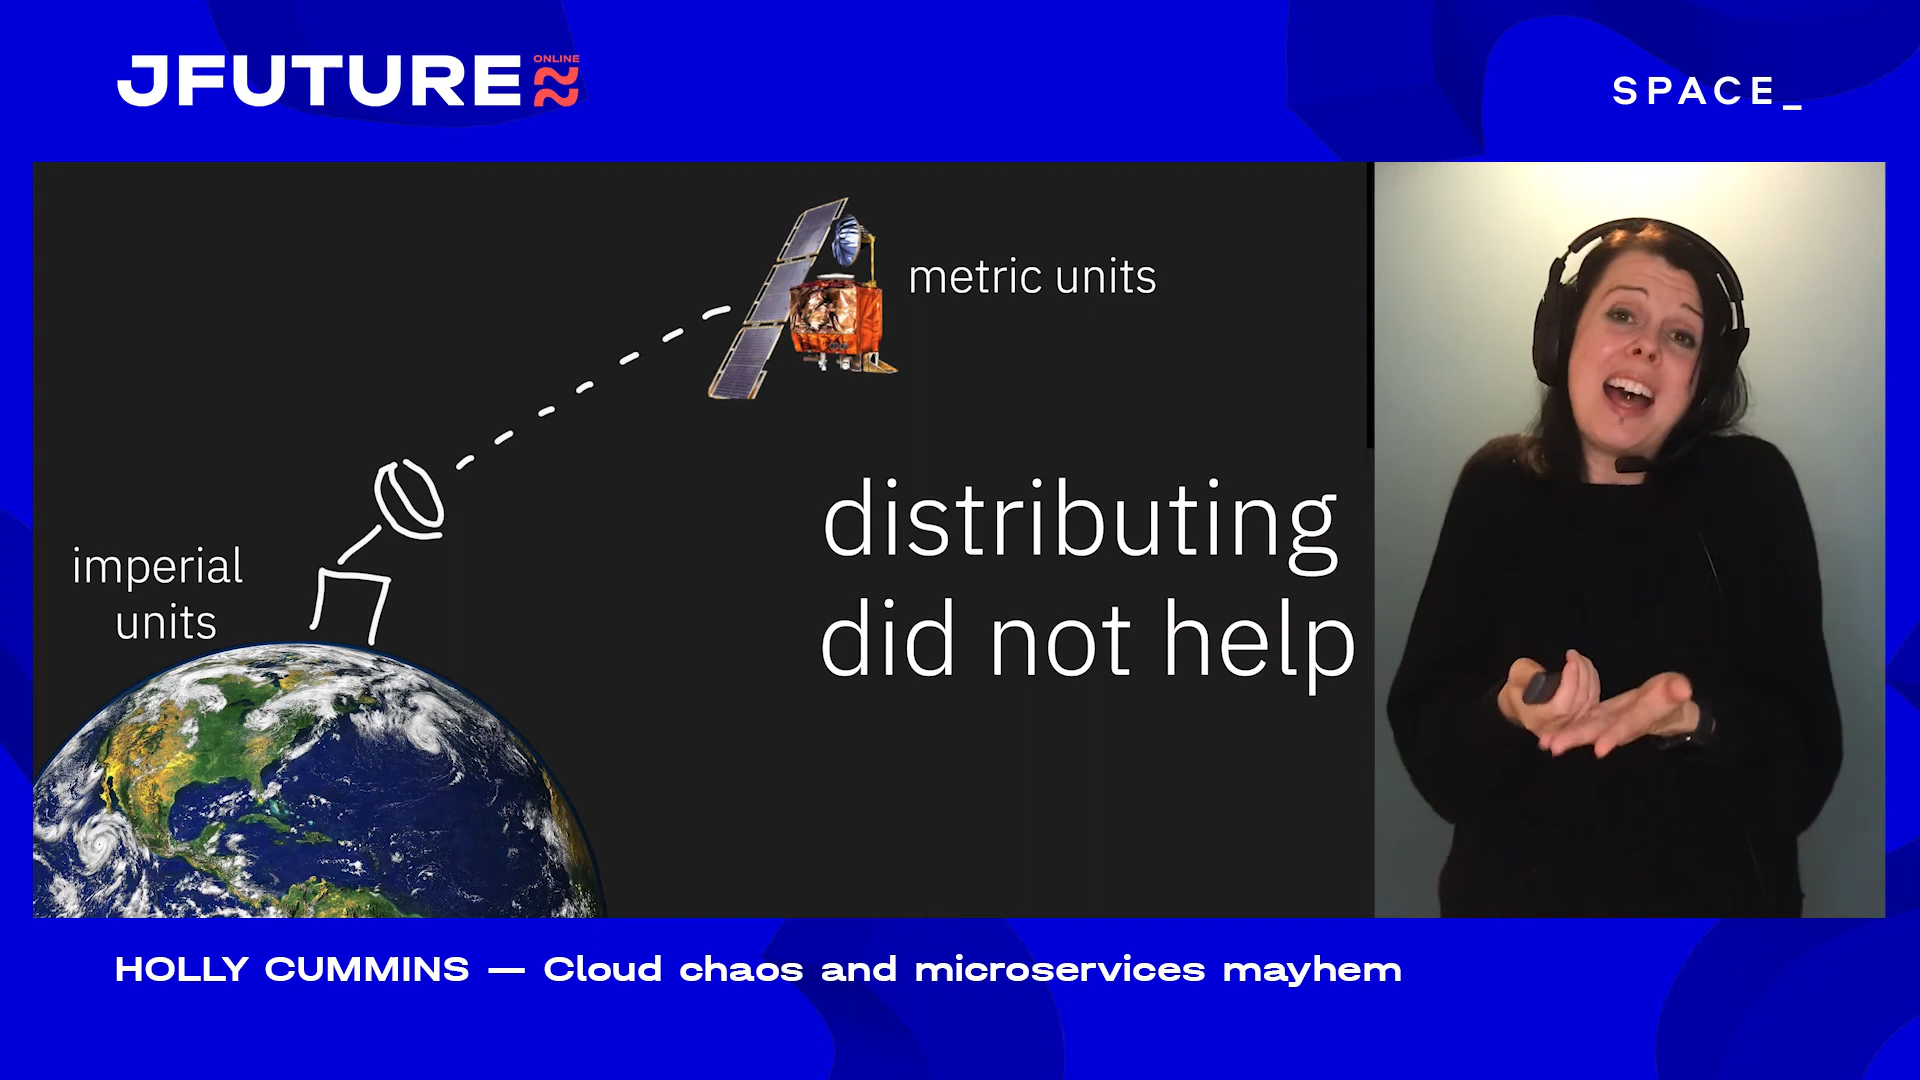 JFUTURE ONLINE
SPACE_
metric units
distributing
did not help
imperial
units
HOLLY CUMMINS — Cloud chaos and microservices mayhem